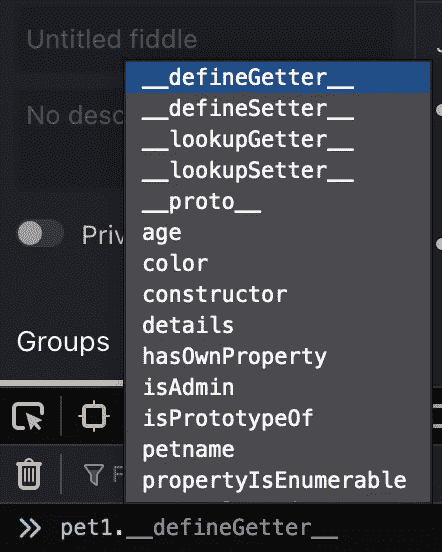 Untitled fiddle
No desc
__defineGetter__
__defineSetter__
__lookupGetter__
__lookupSetter__
__proto__
age
color
constructor
details
hasOwnProperty
isAdmin
isPrototypeOf
petname
propertyIsEnumerable
Priv
Groups
F
>> pet1.__defineGetter__